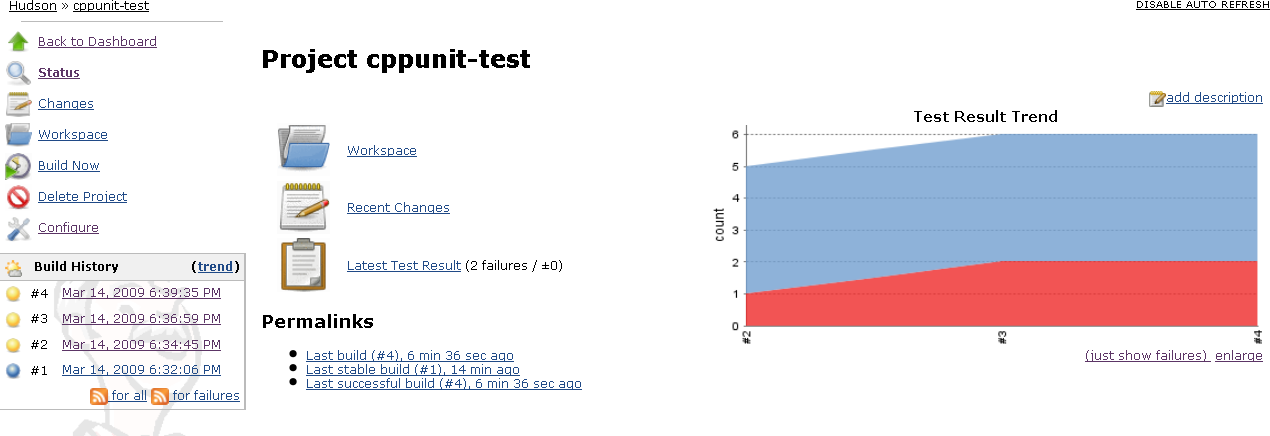 Hudson » cppunit-test
DISABLE AUTO REFRESH
Back to Dashboard
Status
Changes
Workspace
Build Now
Delete Project
Configure
Build History (trend)
#4 Mar 14, 2009 6:39:35 PM
#3 Mar 14, 2009 6:36:59 PM
#2 Mar 14, 2009 6:34:45 PM
#1 Mar 14, 2009 6:32:06 PM
for all for failures
Project cppunit-test
add description
Workspace
Recent Changes
Latest Test Result (2 failures / ±0)
Permalinks
Last build (#4), 6 min 36 sec ago
Last stable build (#1), 14 min ago
Last successful build (#4), 6 min 36 sec ago
Test Result Trend
count
6
5
4
3
2
1
0
#2
#3
#4
(just show failures) enlarge